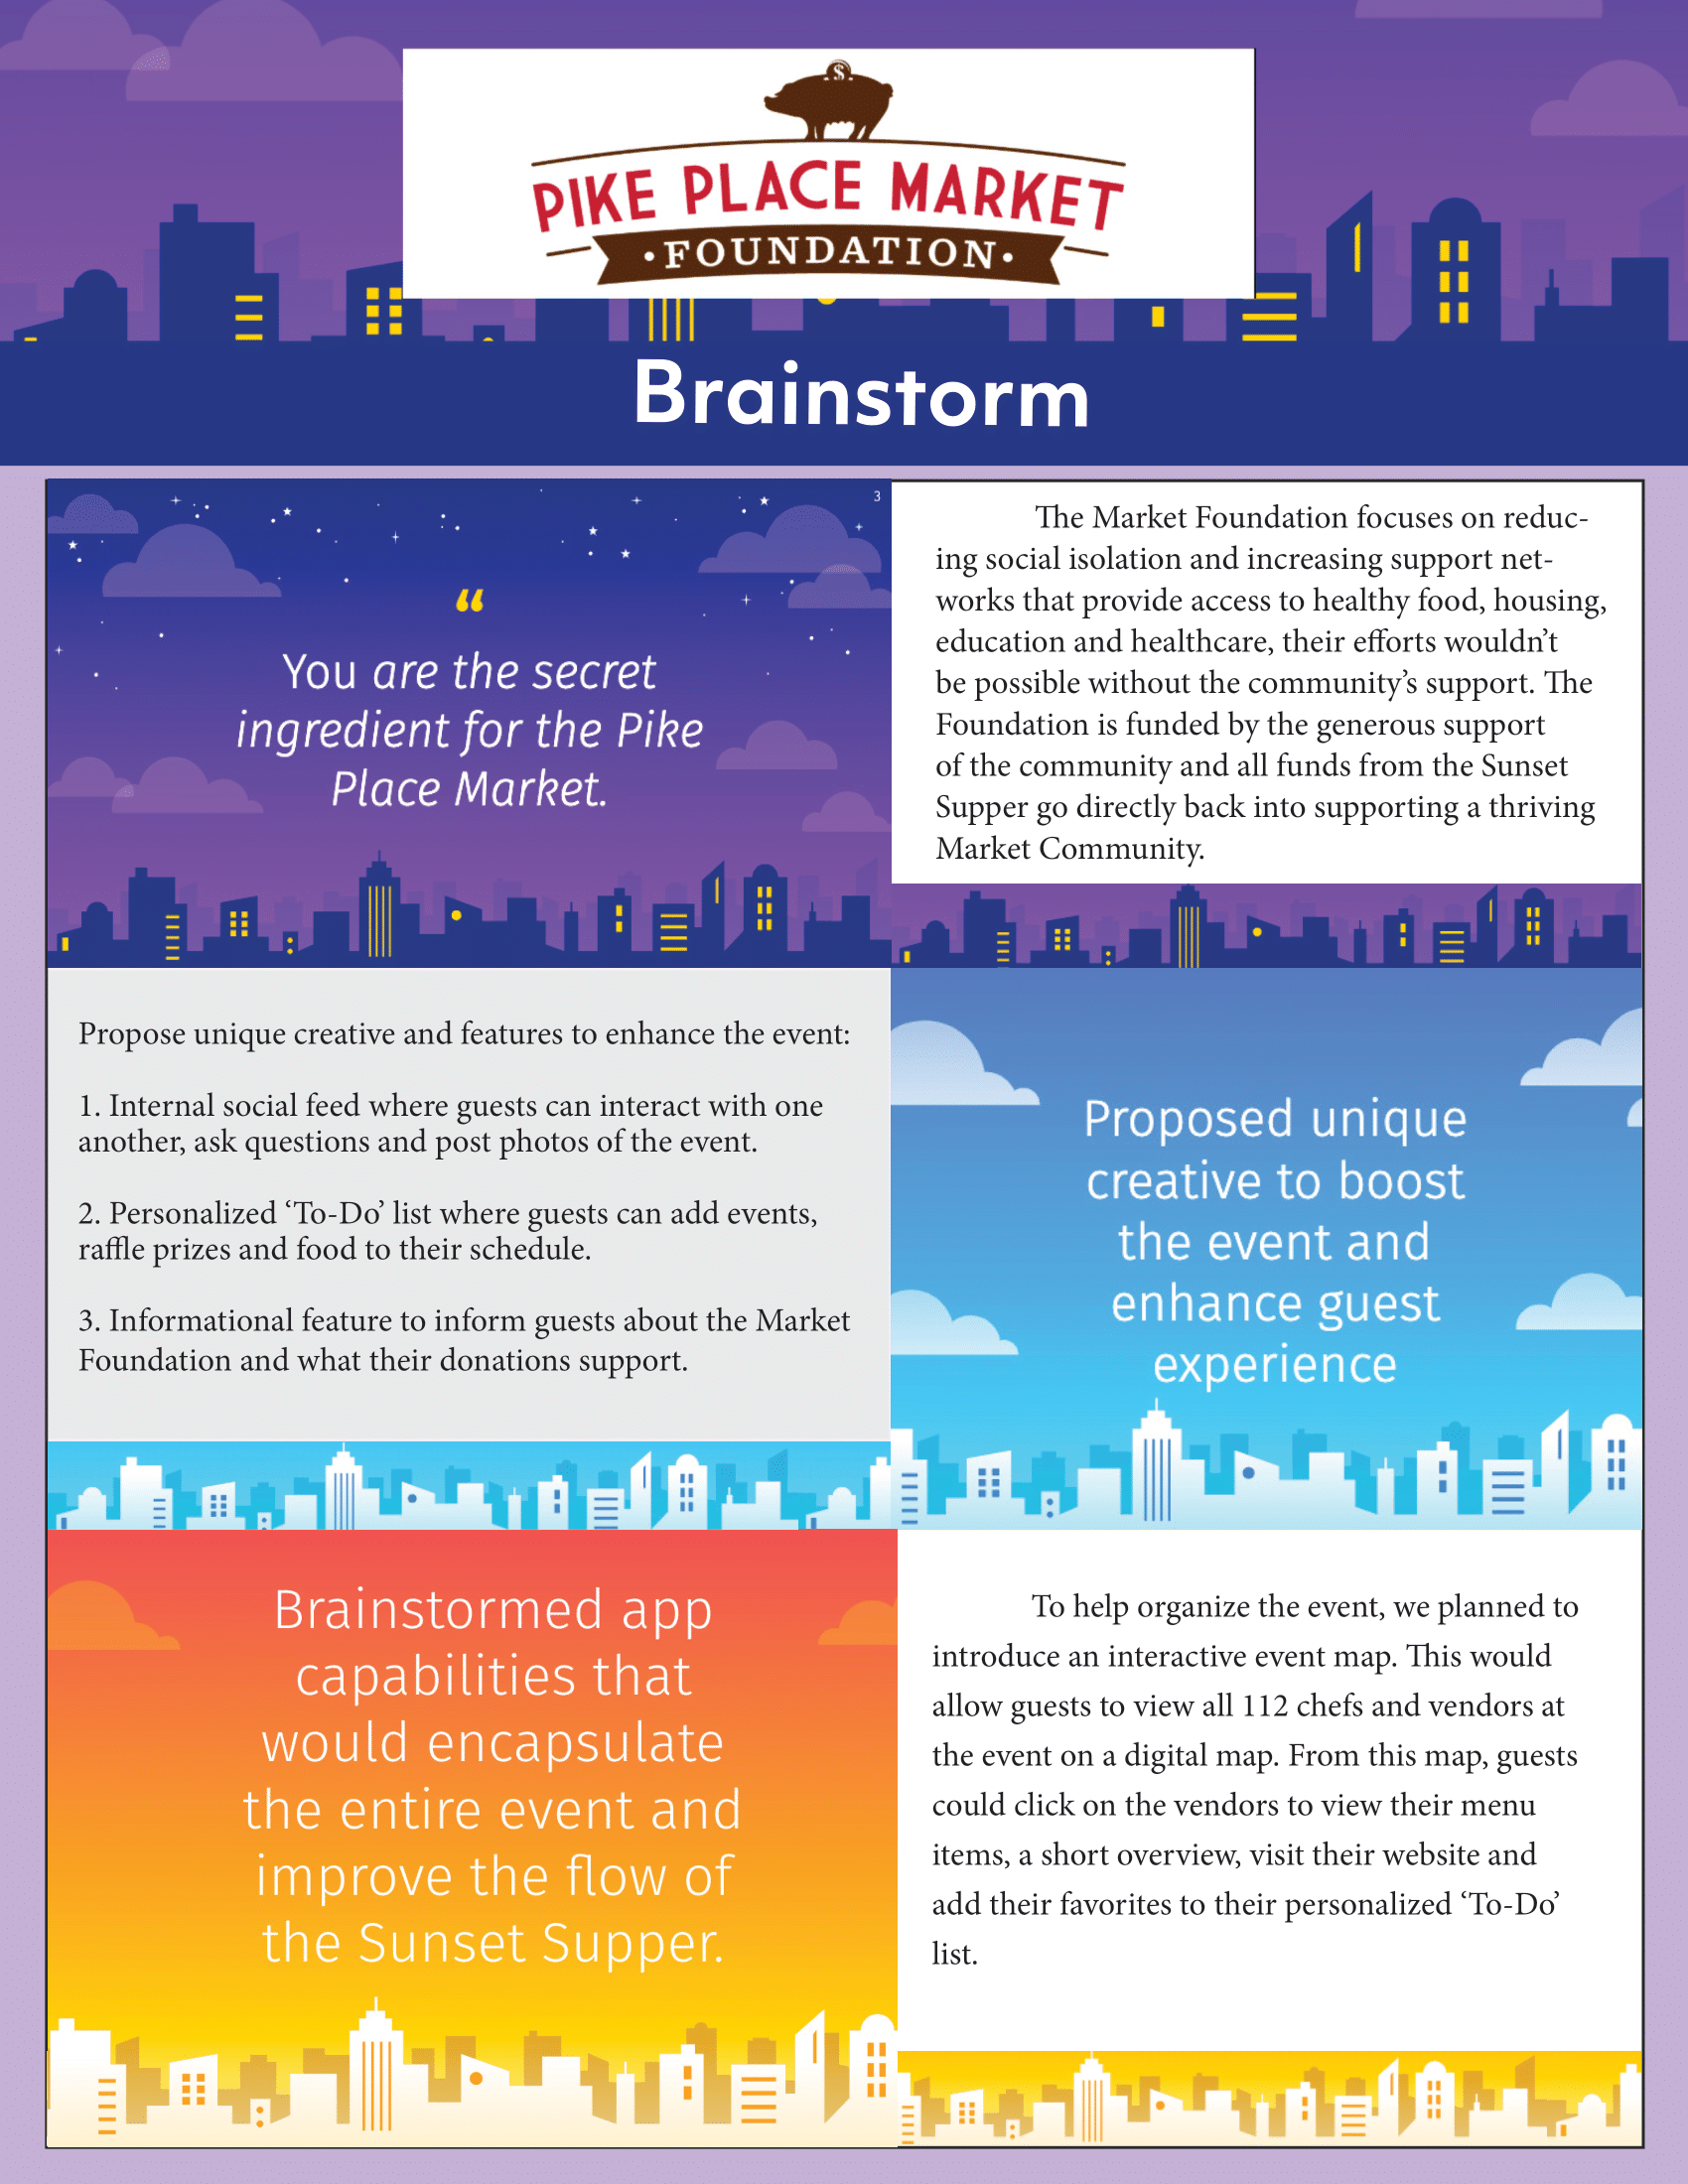 $
PIKE PLACE MARKET
·FOUNDATION·
Brainstorm
3
“
You are the secret
ingredient for the Pike
Place Market.
The Market Foundation focuses on reduc-
ing social isolation and increasing support net-
works that provide access to healthy food, housing,
education and healthcare, their efforts wouldn’t
be possible without the community’s support. The
Foundation is funded by the generous support
of the community and all funds from the Sunset
Supper go directly back into supporting a thriving
Market Community.
Propose unique creative and features to enhance the event:
1. Internal social feed where guests can interact with one
another, ask questions and post photos of the event.
2. Personalized ‘To-Do’ list where guests can add events,
raffle prizes and food to their schedule.
3. Informational feature to inform guests about the Market
Foundation and what their donations support.
Proposed unique
creative to boost
the event and
enhance guest
experience
Brainstormed app
capabilities that
would encapsulate
the entire event and
improve the flow of
the Sunset Supper.
To help organize the event, we planned to
introduce an interactive event map. This would
allow guests to view all 112 chefs and vendors at
the event on a digital map. From this map, guests
could click on the vendors to view their menu
items, a short overview, visit their website and
add their favorites to their personalized ‘To-Do’
list.